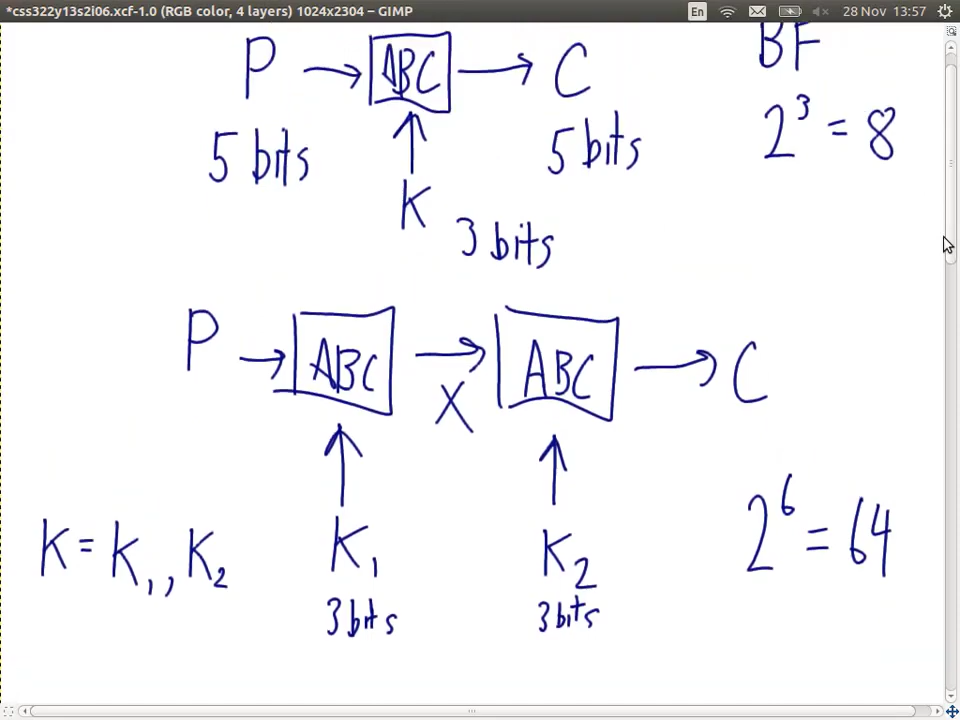 *css322y13s2i06.xcf-1.0 (RGB color, 4 layers) 1024x2304 – GIMP
En 28 Nov 13:57
P → ABC → C
BF
5 bits 5 bits
2³ = 8
K
3 bits
P → ABC → ABC → C
X
K = K₁, K₂
K₁ K₂
2⁶ = 64
3 bits 3 bits